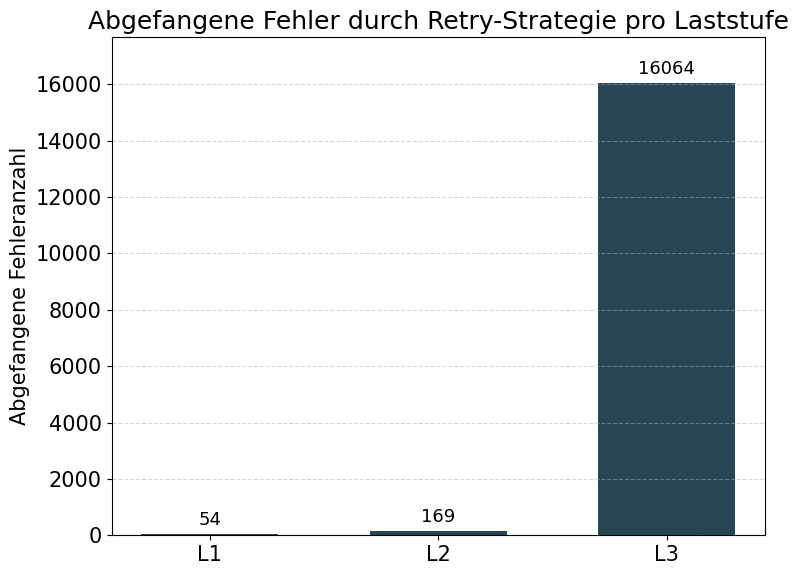 Abgefangene Fehler durch Retry-Strategie pro Laststufe
Abgefangene Fehleranzahl
16000
14000
12000
10000
8000
6000
4000
2000
0
54
169
16064
L1
L2
L3